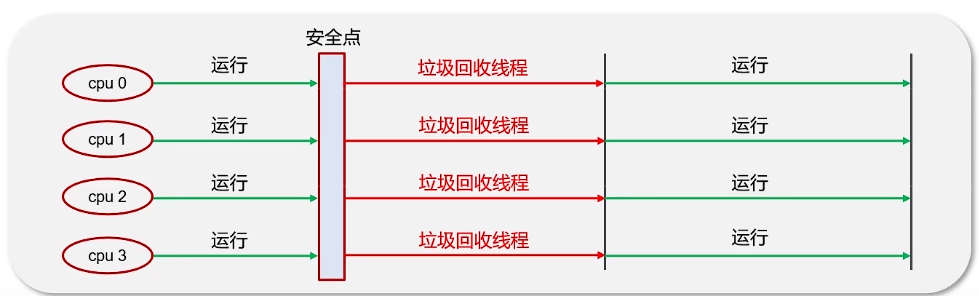 安全点
cpu 0 运行 垃圾回收线程 运行
cpu 1 运行 垃圾回收线程 运行
cpu 2 运行 垃圾回收线程 运行
cpu 3 运行 垃圾回收线程 运行